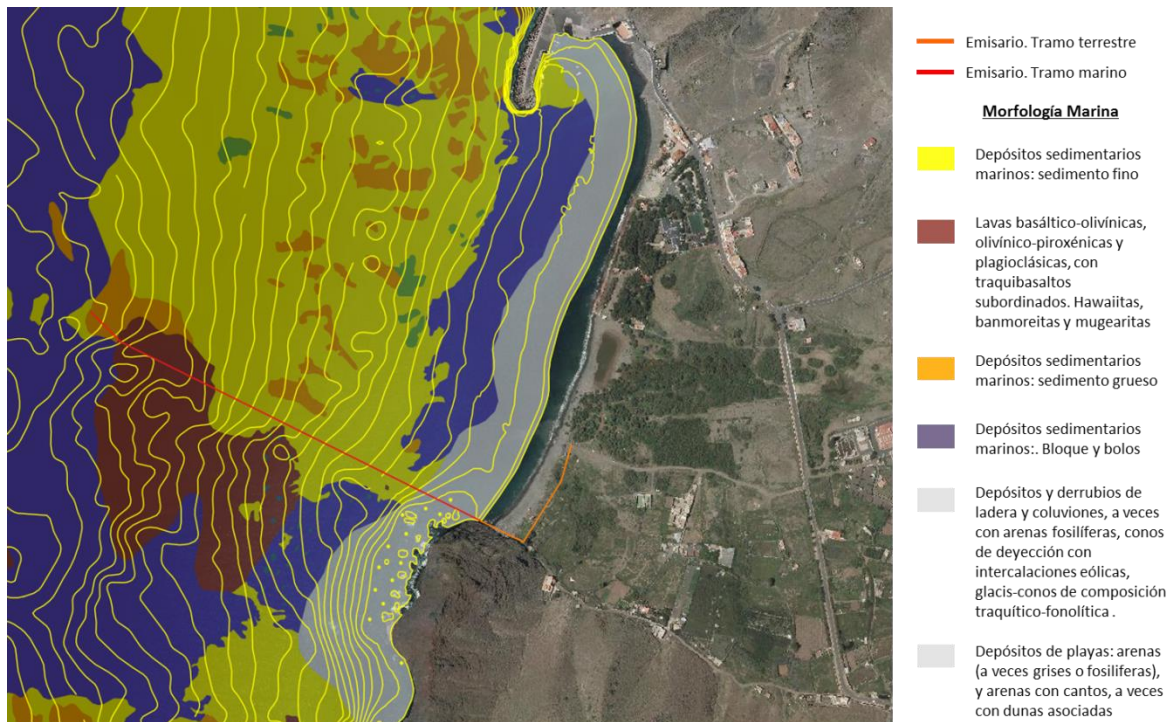 Emisario. Tramo terrestre
Emisario. Tramo marino
Morfología Marina
Depósitos sedimentarios
marinos: sedimento fino
Lavas basáltico-olivínicas,
olivínico-piroxénicas y
plagioclásicas, con
traquibasaltos
subordinados. Hawaiitas,
banmoreitas y mugearitas
Depósitos sedimentarios
marinos: sedimento grueso
Depósitos sedimentarios
marinos:. Bloque y bolos
Depósitos y derrubios de
ladera y coluviones, a veces
con arenas fosilíferas, conos
de deyección con
intercalaciones eólicas,
glacis-conos de composición
traquítico-fonolítica .
Depósitos de playas: arenas
(a veces grises o fosiliferas),
y arenas con cantos, a veces
con dunas asociadas